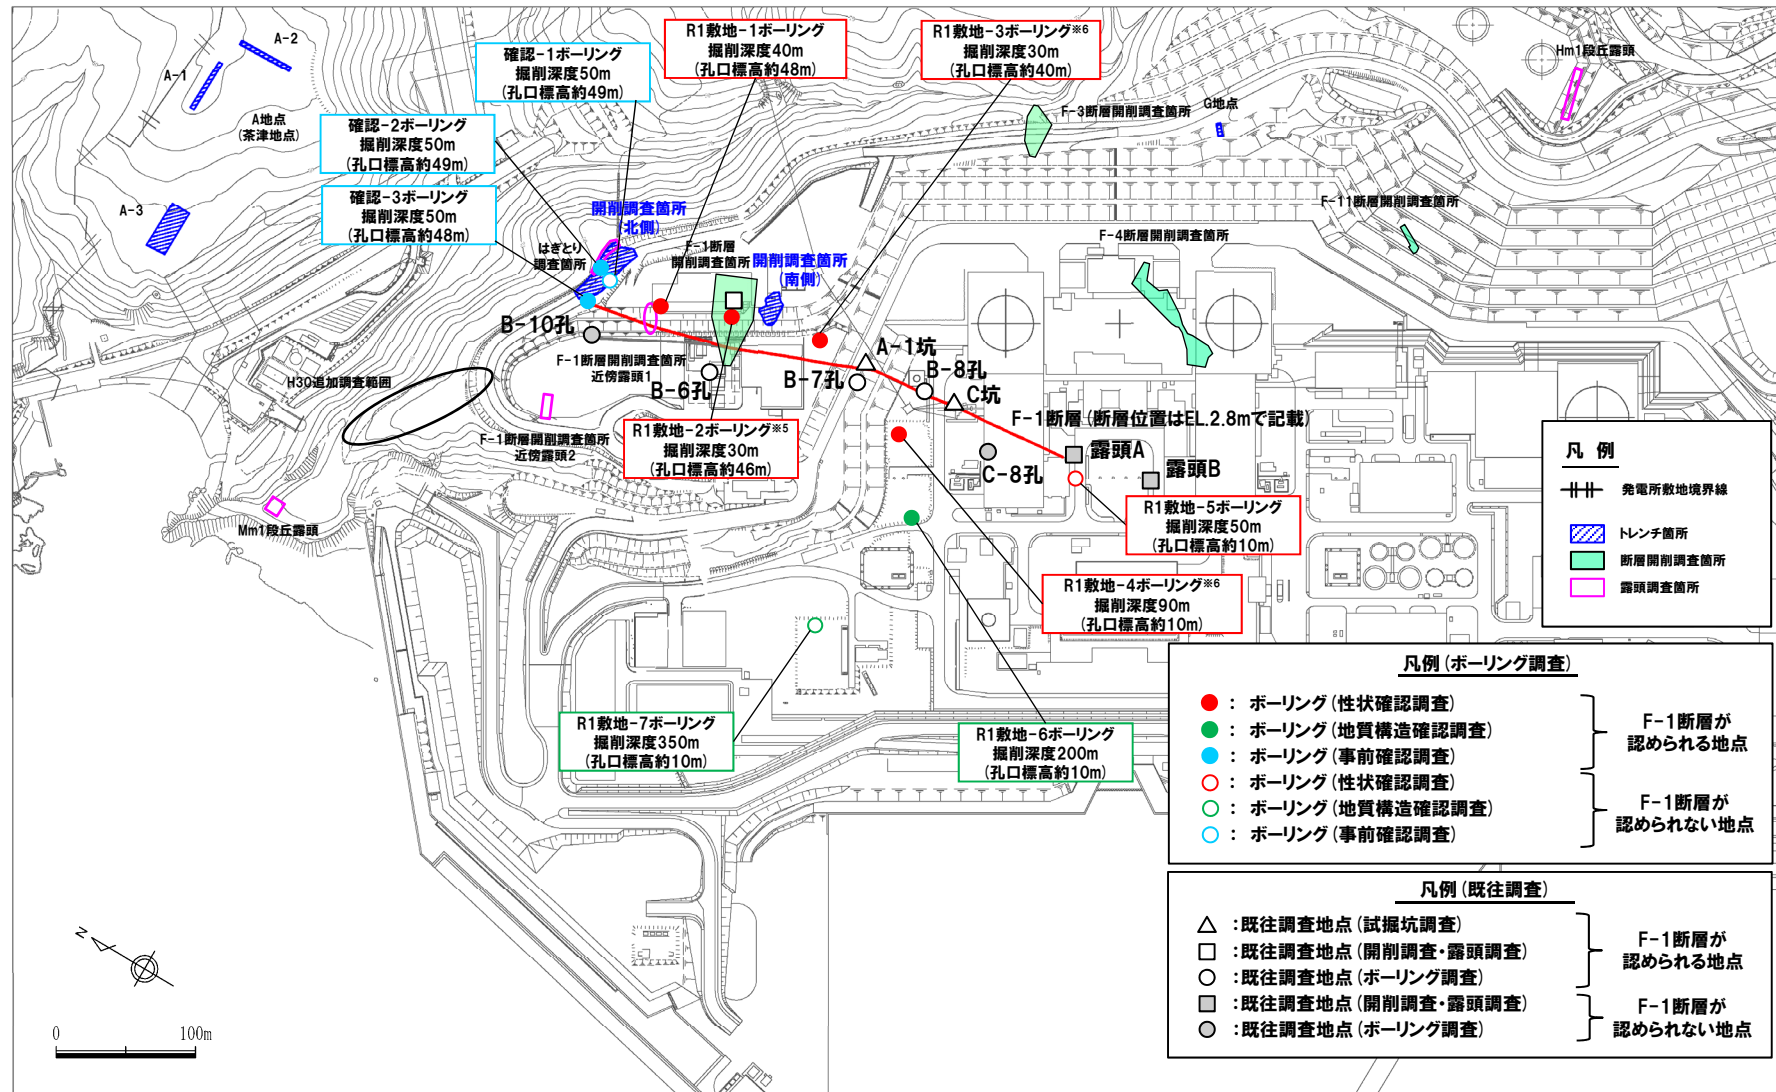 A-2
A-1
A地点
(茶津地点)
A-3
確認-1ボーリング
掘削深度50m
(孔口標高約49m)
R1敷地-1ボーリング
掘削深度40m
(孔口標高約48m)
R1敷地-3ボーリング※6
掘削深度30m
(孔口標高約40m)
Hm1段丘露頭
確認-2ボーリング
掘削深度50m
(孔口標高約49m)
F-3断層開削調査箇所
G地点
確認-3ボーリング
掘削深度50m
(孔口標高約48m)
開削調査箇所
(北側)
はぎとり
調査箇所
F-1断層
開削調査箇所
開削調査箇所
(南側)
F-4断層開削調査箇所
F-11断層開削調査箇所
B-10孔
F-1断層開削調査箇所
近傍露頭1
B-6孔
B-7孔
A-1坑
B-8孔
C坑
H30追加調査範囲
F-1断層(断層位置はEL.2.8mで記載)
F-1断層開削調査箇所
近傍露頭2
R1敷地-2ボーリング※5
掘削深度30m
(孔口標高約46m)
C-8孔
露頭A
露頭B
Mm1段丘露頭
R1敷地-5ボーリング
掘削深度50m
(孔口標高約10m)
R1敷地-4ボーリング※6
掘削深度90m
(孔口標高約10m)
R1敷地-7ボーリング
掘削深度350m
(孔口標高約10m)
R1敷地-6ボーリング
掘削深度200m
(孔口標高約10m)
凡 例
発電所敷地境界線
トレンチ箇所
断層開削調査箇所
露頭調査箇所
凡例(ボーリング調査)
: ボーリング(性状確認調査)
: ボーリング(地質構造確認調査)
: ボーリング(事前確認調査)
F-1断層が
認められる地点
: ボーリング(性状確認調査)
: ボーリング(地質構造確認調査)
: ボーリング(事前確認調査)
F-1断層が
認められない地点
凡例(既往調査)
:既往調査地点(試掘坑調査)
:既往調査地点(開削調査・露頭調査)
:既往調査地点(ボーリング調査)
F-1断層が
認められる地点
:既往調査地点(開削調査・露頭調査)
:既往調査地点(ボーリング調査)
F-1断層が
認められない地点
N
0 100m